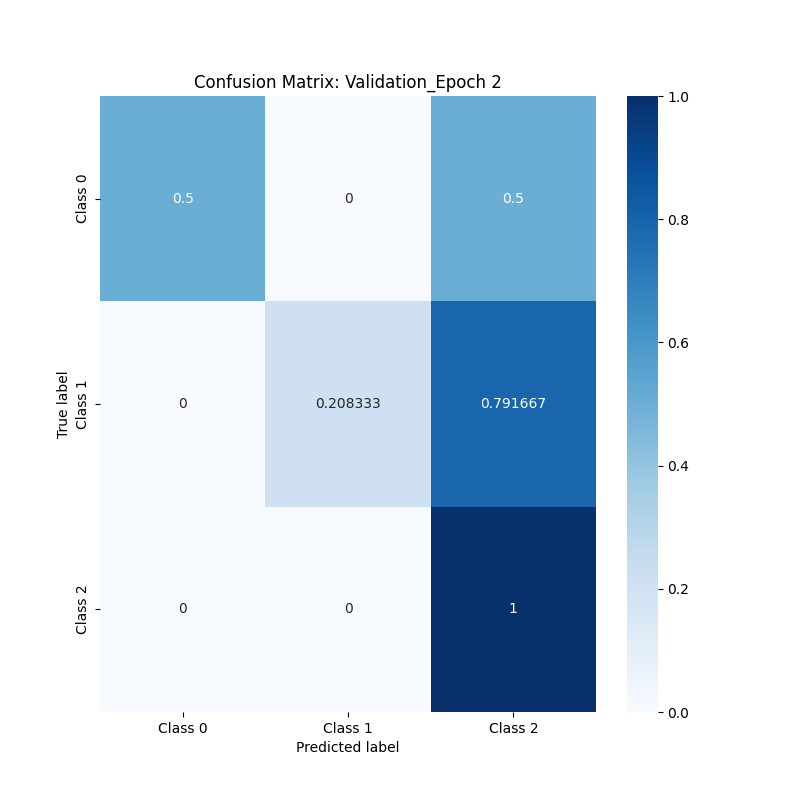 Confusion Matrix: Validation_Epoch 2
True label
Class 0
0.5
0
0.5
Class 1
0
0.208333
0.791667
Class 2
0
0
1
Class 0
Class 1
Class 2
Predicted label
1.0
0.8
0.6
0.4
0.2
0.0